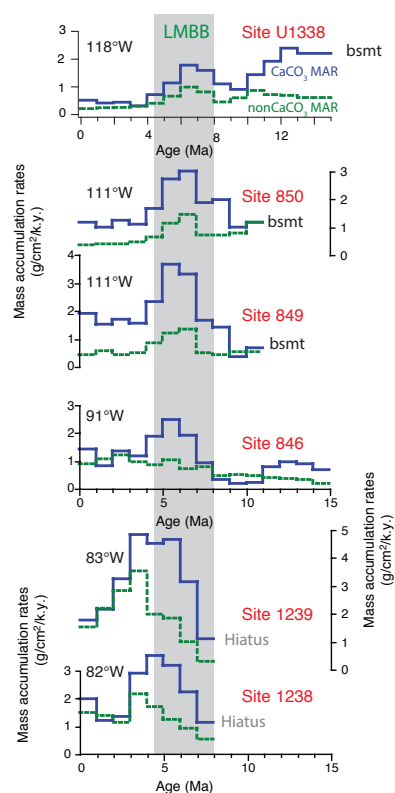 LMBB
Site U1338
118°W
bsmt
CaCO3 MAR
nonCaCO3 MAR
3
2
1
0
0 4 8 12
Age (Ma)
111°W
Site 850
3
2
1
0
bsmt
Mass accumulation rates
(g/cm2/k.y.)
111°W
Site 849
4
3
2
1
0
bsmt
91°W
Site 846
3
2
1
0
0 5 10 15
Age (Ma)
83°W
Site 1239
5
4
3
2
1
0
Mass accumulation rates
(g/cm2/k.y.)
Hiatus
Mass accumulation rates
(g/cm2/k.y.)
82°W
Site 1238
3
2
1
0
Hiatus
0 5 10 15
Age (Ma)